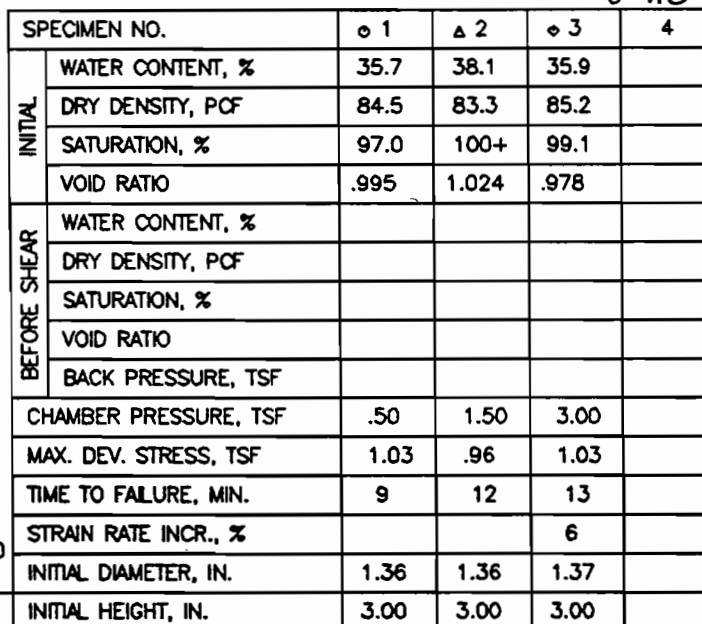 SPECIMEN NO. 1 2 3 4
INITIAL
WATER CONTENT, % 35.7 38.1 35.9
DRY DENSITY, PCF 84.5 83.3 85.2
SATURATION, % 97.0 100+ 99.1
VOID RATIO .995 1.024 .978
BEFORE SHEAR
WATER CONTENT, %
DRY DENSITY, PCF
SATURATION, %
VOID RATIO
BACK PRESSURE, TSF
CHAMBER PRESSURE, TSF .50 1.50 3.00
MAX. DEV. STRESS, TSF 1.03 .96 1.03
TIME TO FAILURE, MIN. 9 12 13
STRAIN RATE INCR., % 6
INITIAL DIAMETER, IN. 1.36 1.36 1.37
INITIAL HEIGHT, IN. 3.00 3.00 3.00